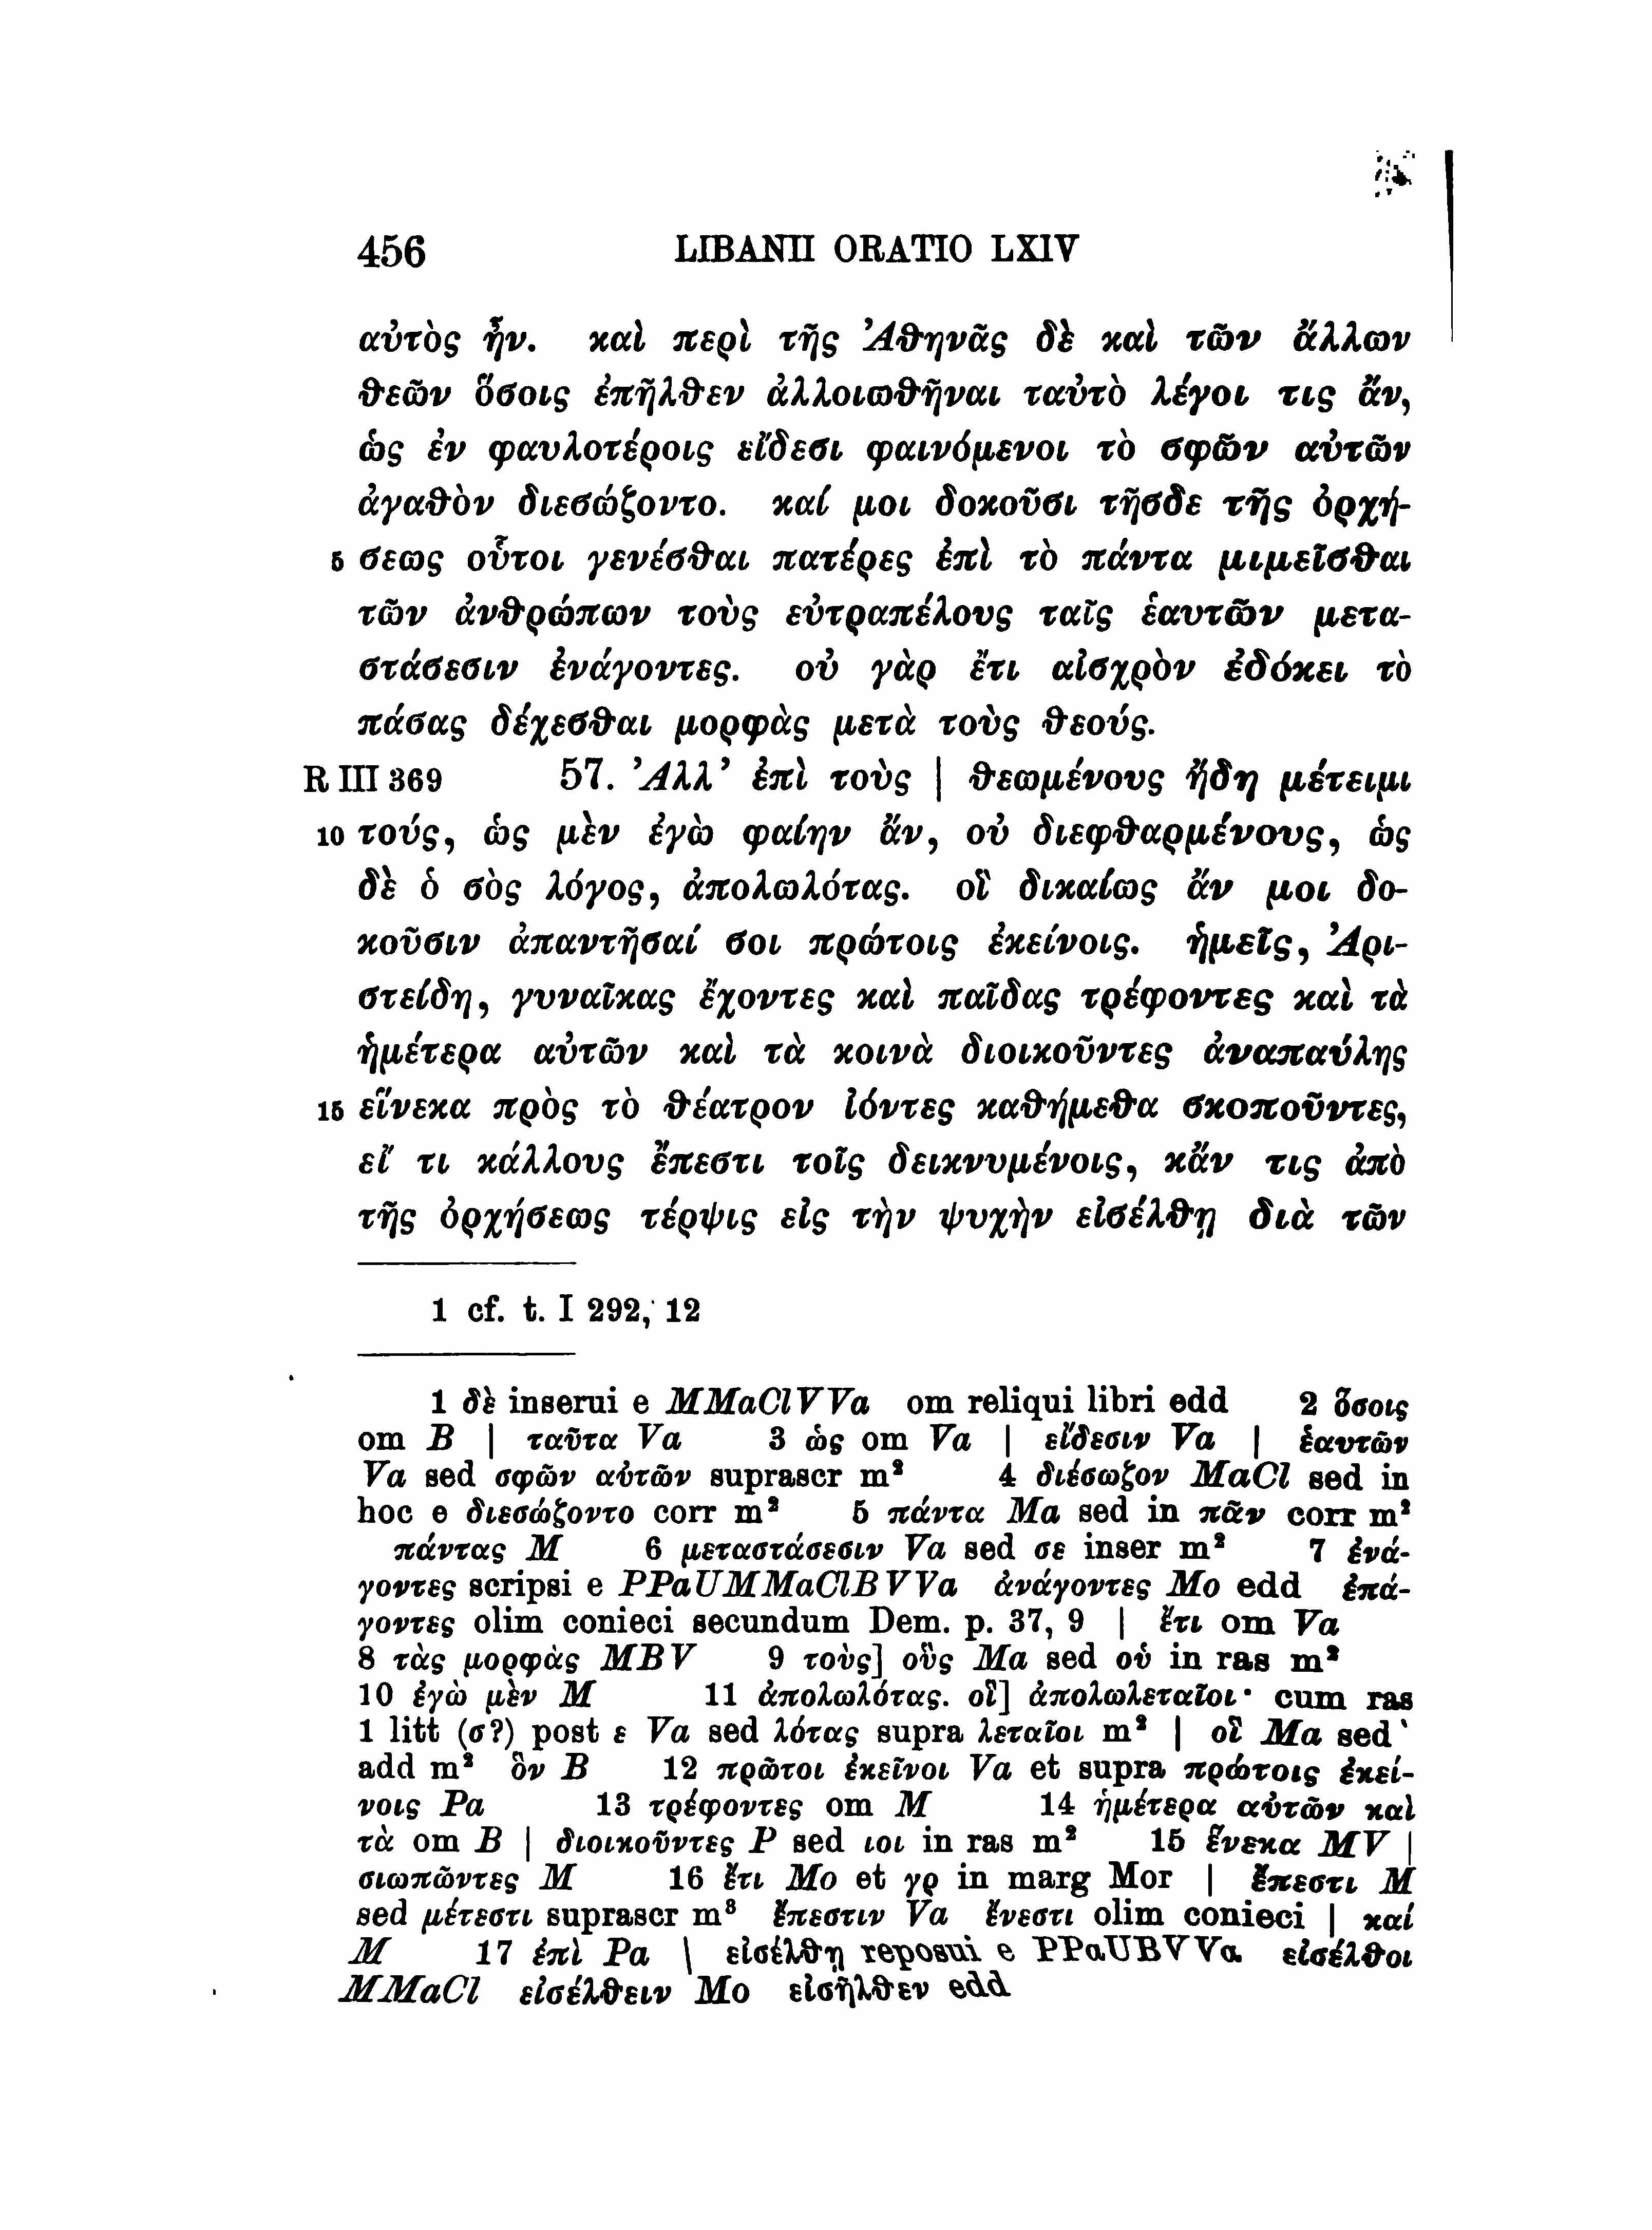 456 LIBANII ORATIO LXIV
αὐτὸς ἦν. καὶ περὶ τῆς Ἀθηνᾶς δὲ καὶ τῶν ἄλλων
θεῶν ὅσοις ἐπῆλθεν ἀλλοιωθῆναι ταὐτὸ λέγοι τις ἄν,
ὡς ἐν φαυλοτέροις εἴδεσι φαινόμενοι τὸ σφῶν αὐτῶν
ἀγαθὸν διεσώζοντο. καί μοι δοκοῦσι τῆσδε τῆς ὀρχή-
5 σεως οὗτοι γενέσθαι πατέρες ἐπὶ τὸ πάντα μιμεῖσθαι
τῶν ἀνθρώπων τοὺς εὐτραπέλους ταῖς ἑαυτῶν μετα-
στάσεσιν ἐνάγοντες. οὐ γὰρ ἔτι αἰσχρὸν ἐδόκει τὸ
πάσας δέχεσθαι μορφὰς μετὰ τοὺς θεούς.
R III 369 57. Ἀλλ’ ἐπὶ τοὺς | θεωμένους ἤδη μέτειμι
10 τούς, ὡς μὲν ἐγὼ φαίην ἄν, οὐ διεφθαρμένους, ὡς
δὲ ὁ σὸς λόγος, ἀπολωλότας. οἳ δικαίως ἄν μοι δο-
κοῦσιν ἀπαντῆσαί σοι πρώτοις ἐκείνοις. ἡμεῖς, Ἀρι-
στείδη, γυναῖκας ἔχοντες καὶ παῖδας τρέφοντες καὶ τὰ
ἡμέτερα αὐτῶν καὶ τὰ κοινὰ διοικοῦντες ἀναπαύλης
15 εἵνεκα πρὸς τὸ θέατρον ἰόντες καθήμεθα σκοποῦντες,
εἴ τι κάλλους ἔπεστι τοῖς δεικνυμένοις, κἄν τις ἀπὸ
τῆς ὀρχήσεως τέρψις εἰς τὴν ψυχὴν εἰσέλθῃ διὰ τῶν
1 cf. t. I 292, 12
1 δὲ inserui e MMaClVVa om reliqui libri edd 2 ὅσοις
om B | ταῦτα Va 3 ὡς om Va | εἴδεσιν Va | ἑαυτῶν
Va sed σφῶν αὐτῶν suprascr m² 4 διέσωζον MaCl sed in
hoc e διεσώζοντο corr m² 5 πάντα Ma sed in πᾶν corr m²
πάντας M 6 μεταστάσεσιν Va sed σε inser m² 7 ἐνά-
γοντες scripsi e PPaUMMaClBVVa ἀνάγοντες Mo edd ἐπά-
γοντες olim conieci secundum Dem. p. 37, 9 | ἔτι om Va
8 τὰς μορφὰς MBV 9 τοὺς] οὓς Ma sed οὑ in ras m²
10 ἐγὼ μὲν M 11 ἀπολωλότας. οἳ] ἀπολωλεταῖοι· cum ras
1 litt (σ?) post ε Va sed λότας supra λεταῖοι m² | οἳ Ma sed `
add m² ὃν B 12 πρῶτοι ἐκεῖνοι Va et supra πρώτοις ἐκεί-
νοις Pa 13 τρέφοντες om M 14 ἡμέτερα αὐτῶν καὶ
τὰ om B | διοικοῦντες P sed ιοι in ras m² 15 ἕνεκα MV |
σιωπῶντες M 16 ἔτι Mo et γρ in marg Mor | ἔπεστι M
sed μέτεστι suprascr m³ ἔπεστιν Va ἔνεστι olim conieci | καί
M 17 ἐπὶ Pa | εἰσέλθῃ reposui e PPaUBVVa εἰσέλθοι
MMaCl εἰσέλθειν Mo εἰσῆλθεν edd